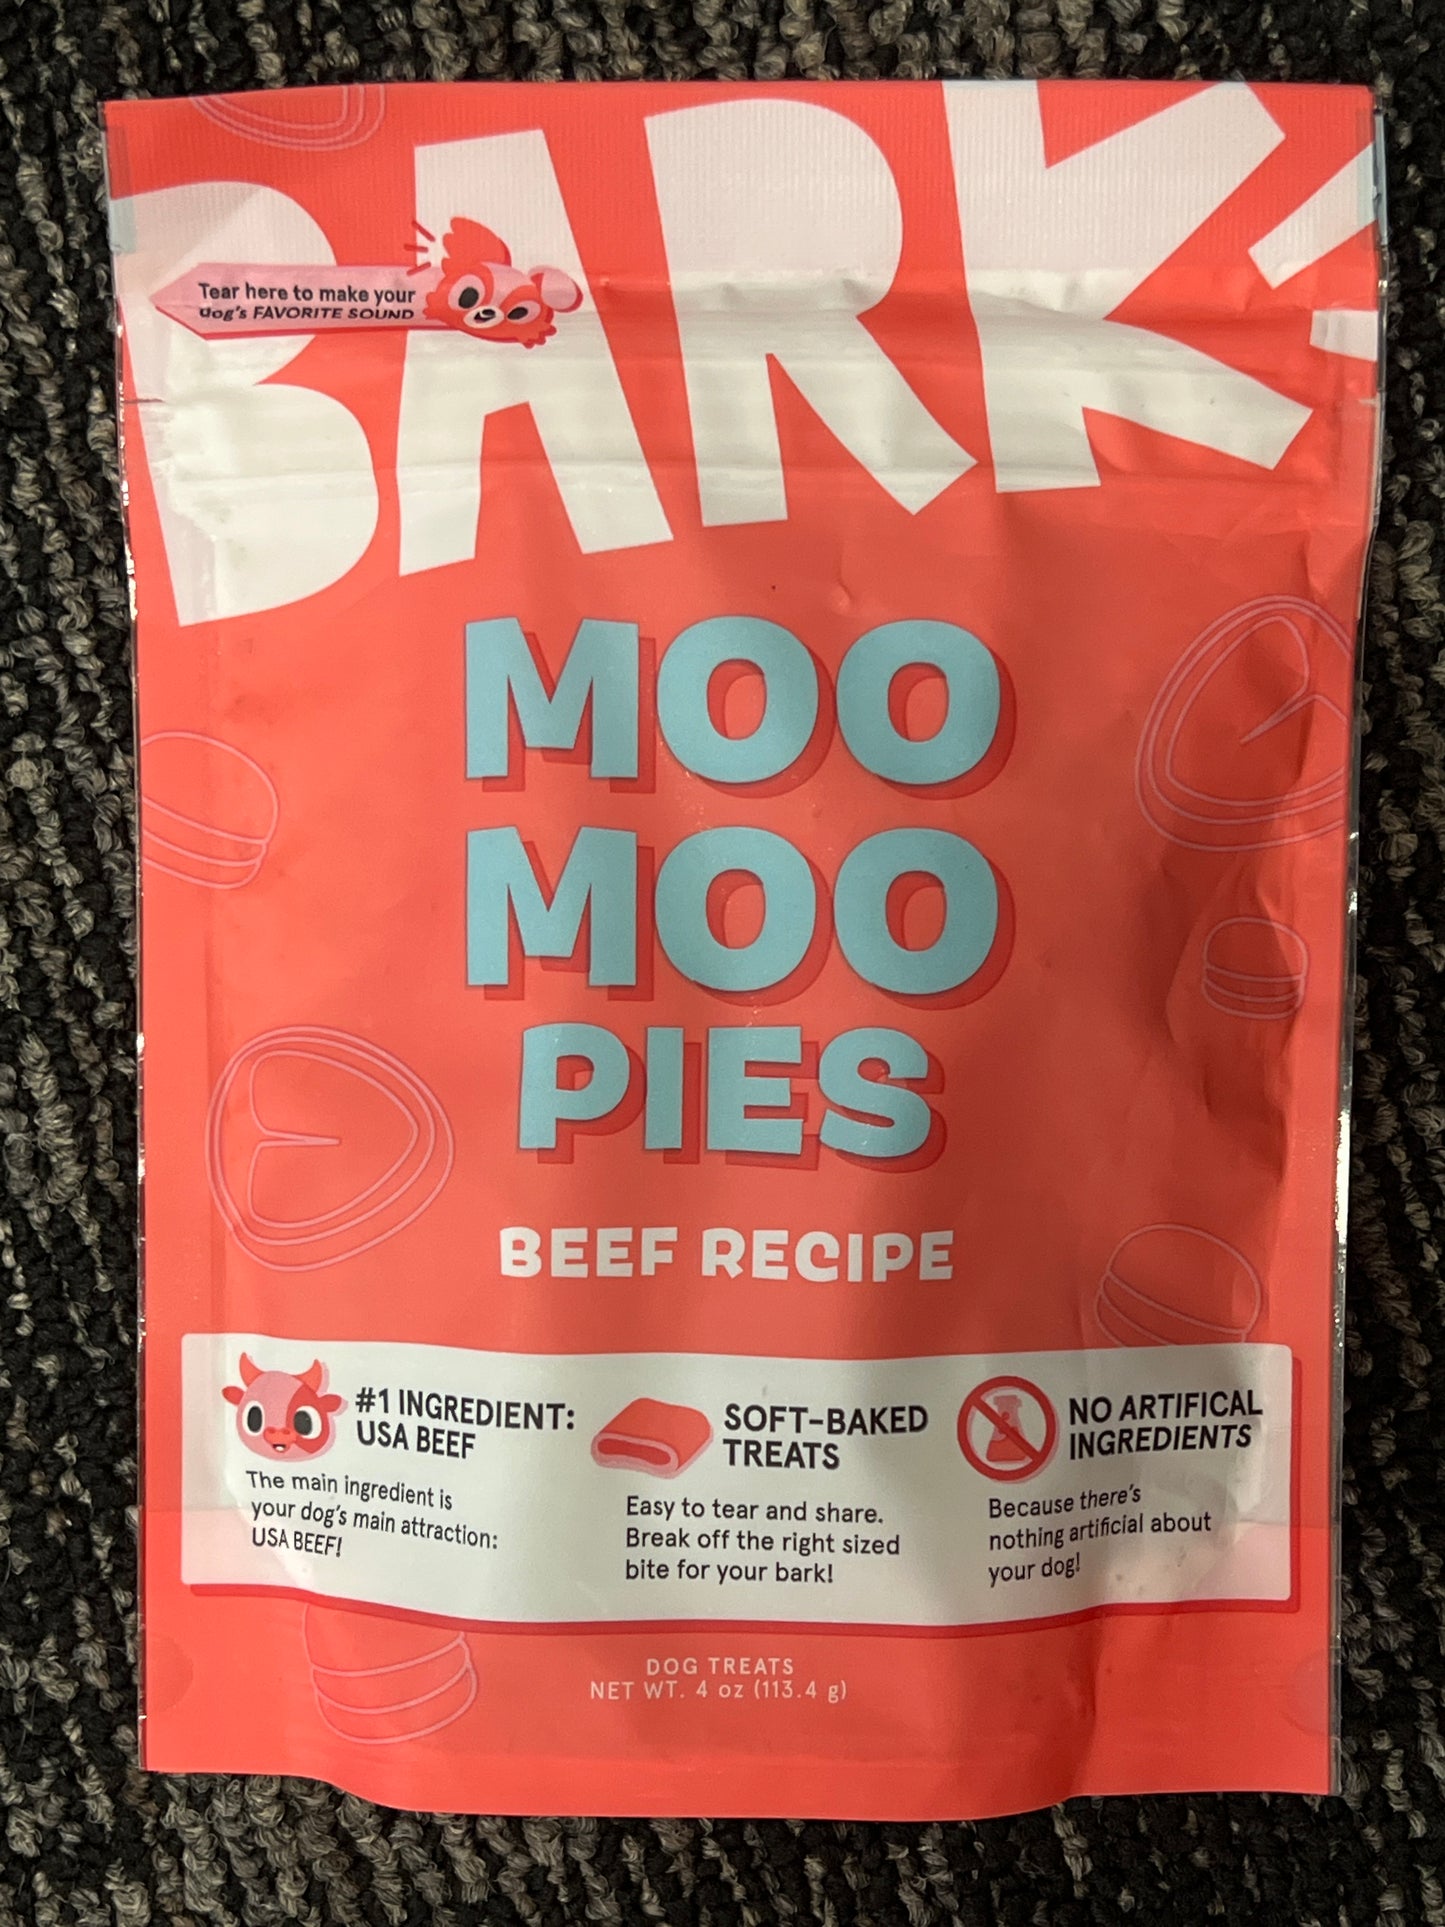 BARK
Tear here to make your
dog's FAVORITE SOUND
MOO
MOO
PIES
BEEF RECIPE
#1 INGREDIENT:
USA BEEF
The main ingredient is
your dog's main attraction:
USA BEEF!
SOFT-BAKED
TREATS
Easy to tear and share.
Break off the right sized
bite for your bark!
NO ARTIFICAL
INGREDIENTS
Because there's
nothing artificial about
your dog!
DOG TREATS
NET WT. 4 oz (113.4 g)